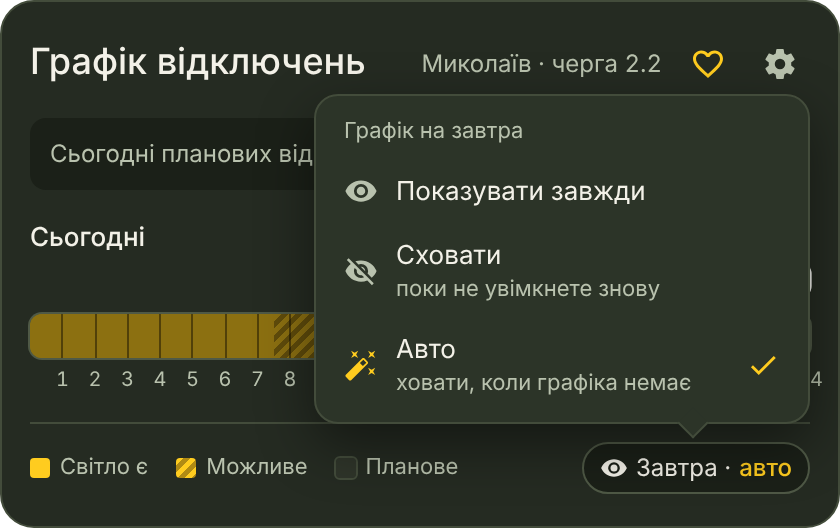 Графік відключень
Миколаїв · черга 2.2
Сьогодні планових від
Сьогодні
Графік на завтра
Показувати завжди
Сховати
поки не увімкнете знову
Авто
ховати, коли графіка немає
1 2 3 4 5 6 7 8 4
Світло є Можливе Планове
Завтра · авто